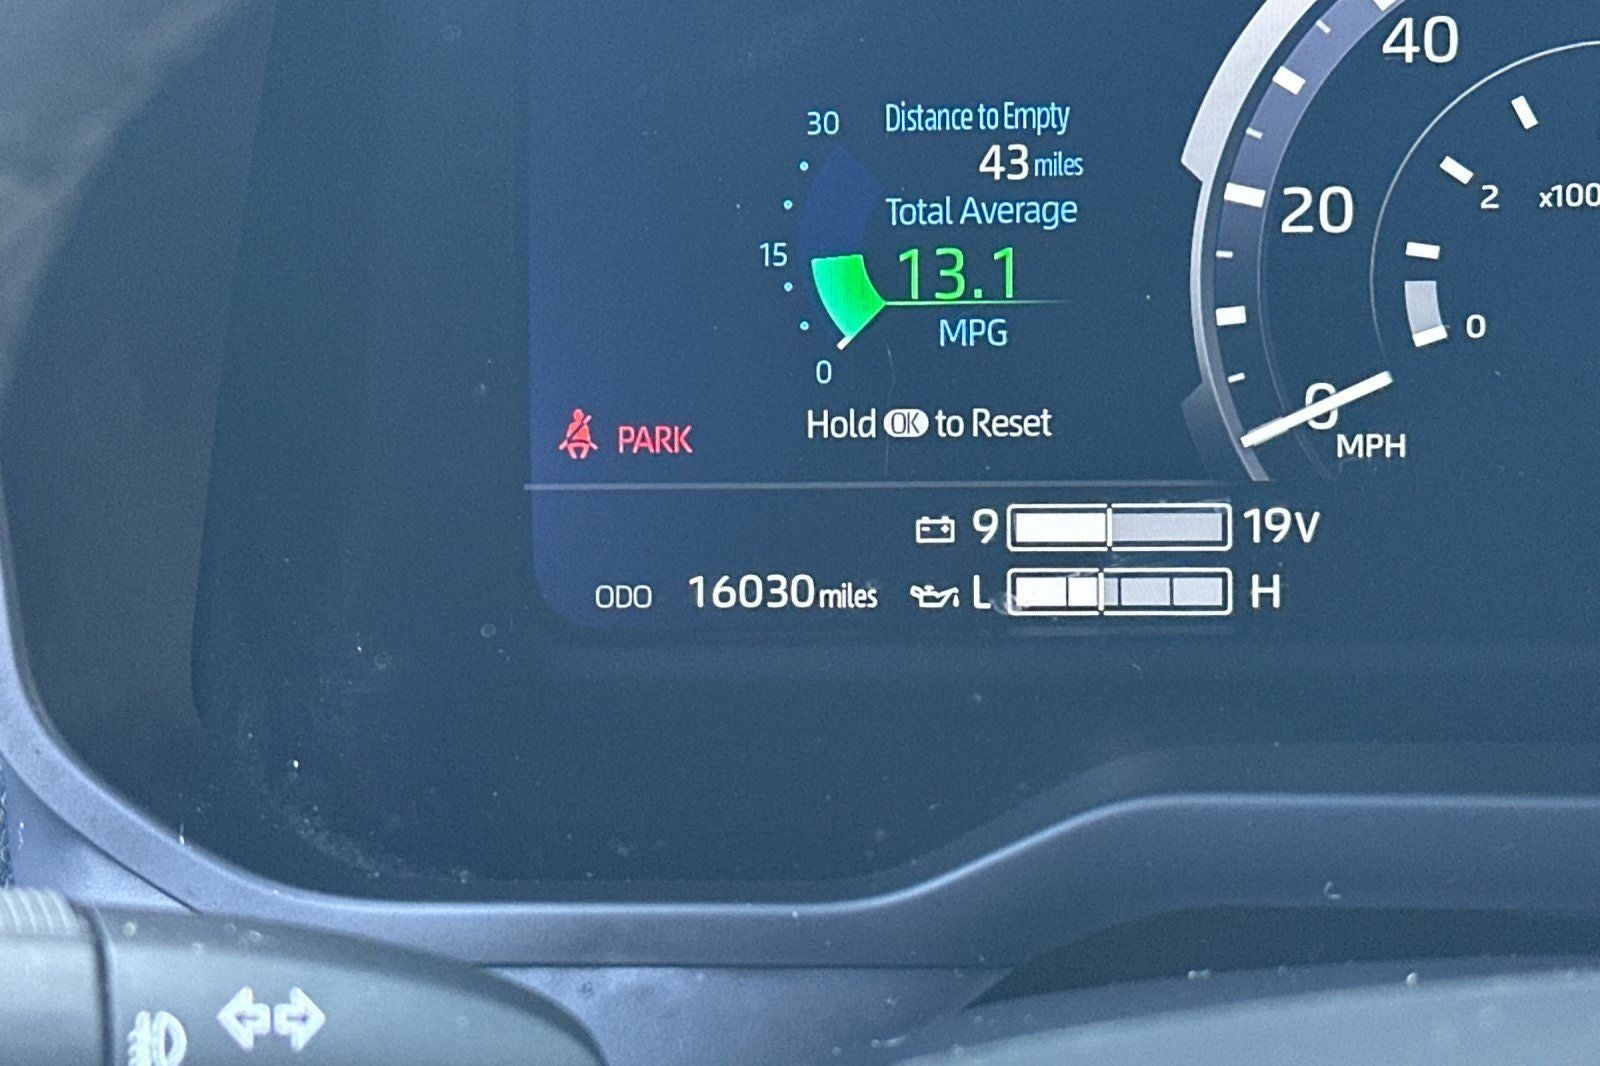 40
30
Distance to Empty
43 miles
2
x100
20
Total Average
15
13.1
MPG
0
0
0
MPH
Hold OK to Reset
PARK
9
19V
ODO 16030 miles
L
H